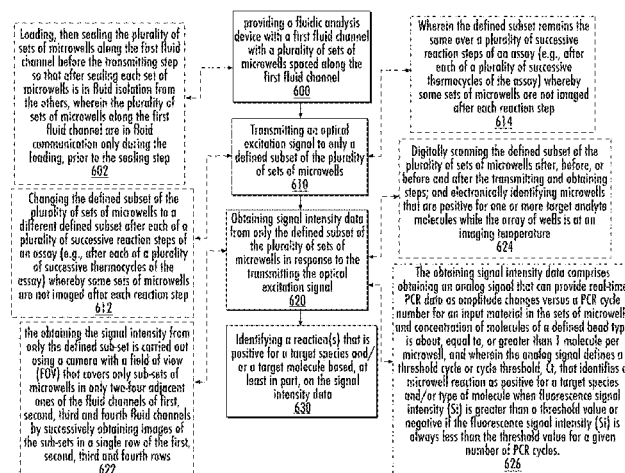 providing a fluidic analysis
device with a first fluid channel
with a plurality of sets of
microwells spaced along the
first fluid channel
600
Loading, then sealing the plurality of
sets of microwells along the first fluid
channel before the transmitting step
so that after sealing each set of
microwells is in fluid isolation from
the others, wherein the plurality of
sets of microwells along the first
fluid channel are in fluid
communication only during the
loading, prior to the sealing step
602
Wherein the defined subset remains the
same over a plurality of successive
reaction steps of an assay (e.g., after
each of a plurality of successive
thermocycles of the assay) whereby
some sets of microwells are not imaged
after each reaction step
614
Transmitting an optical
excitation signal to only a
defined subset of the plurality
of sets of microwells
610
Digitally scanning the defined subset of the
plurality of sets of microwells after, before, or
before and after the transmitting and obtaining
steps; and electronically identifying microwells
that are positive for one or more target analyte
molecules while the array of wells is at an
imaging temperature
624
Changing the defined subset of the
plurality of sets of microwells to a
different defined subset after each of a
plurality of successive reaction steps of
an assay (e.g., after each of a plurality
of successive thermocycles of the
assay) whereby some sets of microwells
are not imaged after each reaction step
612
Obtaining signal intensity data
from only the defined subset of
the plurality of sets of
microwells in response to the
transmitting the optical
excitation signal
620
The obtaining signal intensity data comprises
obtaining an analog signal that can provide real-time
PCR data as amplitude changes versus a PCR cycle
number for an input material in the sets of microwells
and concentration of molecules of a defined bead type
is about, equal to, or greater than 1 molecule per
microwell, and wherein the analog signal defines a
threshold cycle or cycle threshold, Ct, that identifies a
microwell reaction as positive for a target species
and/or type of molecule when fluorescence signal
intensity (Si) is greater than a threshold value or
negative if the fluorescence signal intensity (Si) is
always less than the threshold value for a given
number of PCR cycles.
626
the obtaining the signal intensity from
only the defined sub-set is carried out
using a camera with a field of view
(FOV) that covers only sub-sets of
microwells in only two-four adjacent
ones of the fluid channels of first,
second, third and fourth fluid channels
by successively obtaining images of
the sub-sets in a single row of the first,
second, third and fourth rows
622
Identifying a reaction(s) that is
positive for a target species and/
or a target molecule based, at
least in part, on the signal
intensity data
630